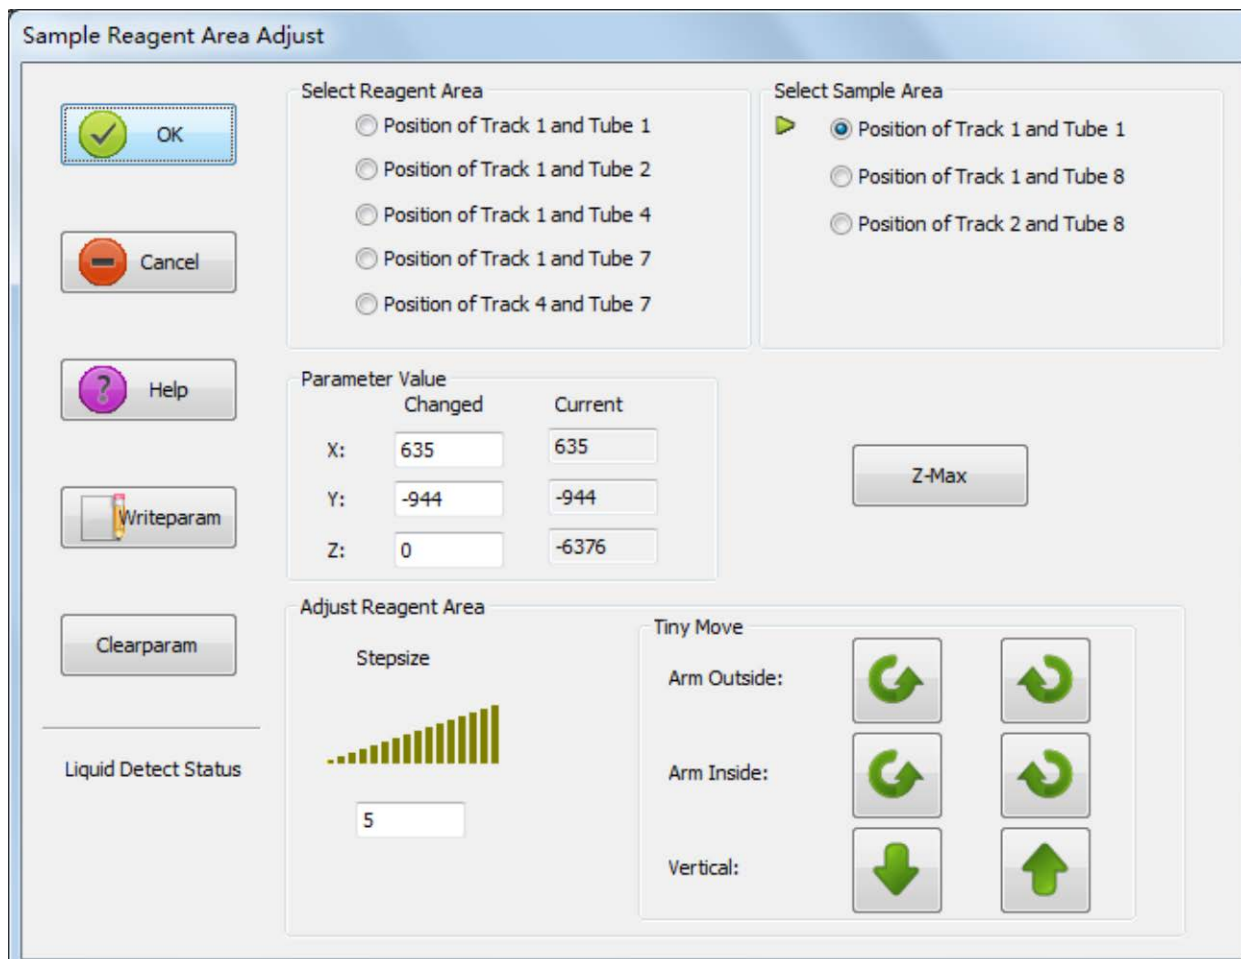 Sample Reagent Area Adjust
OK
Cancel
Help
Writeparam
Clearparam
Liquid Detect Status
Select Reagent Area
Position of Track 1 and Tube 1
Position of Track 1 and Tube 2
Position of Track 1 and Tube 4
Position of Track 1 and Tube 7
Position of Track 4 and Tube 7
Select Sample Area
Position of Track 1 and Tube 1
Position of Track 1 and Tube 8
Position of Track 2 and Tube 8
Parameter Value
Changed Current
X: 635 635
Y: -944 -944
Z: 0 -6376
Z-Max
Adjust Reagent Area
Stepsize
5
Tiny Move
Arm Outside:
Arm Inside:
Vertical: